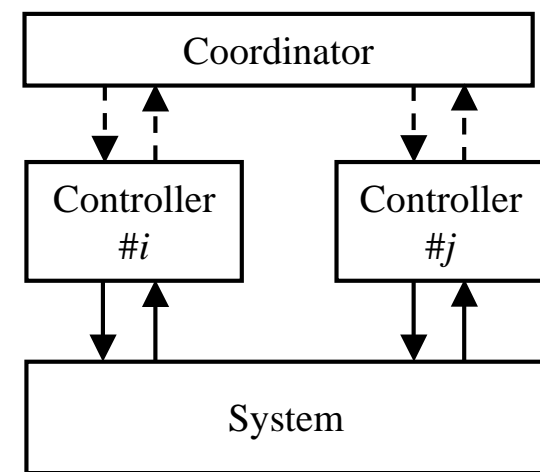 Coordinator
Controller
#i
Controller
#j
System